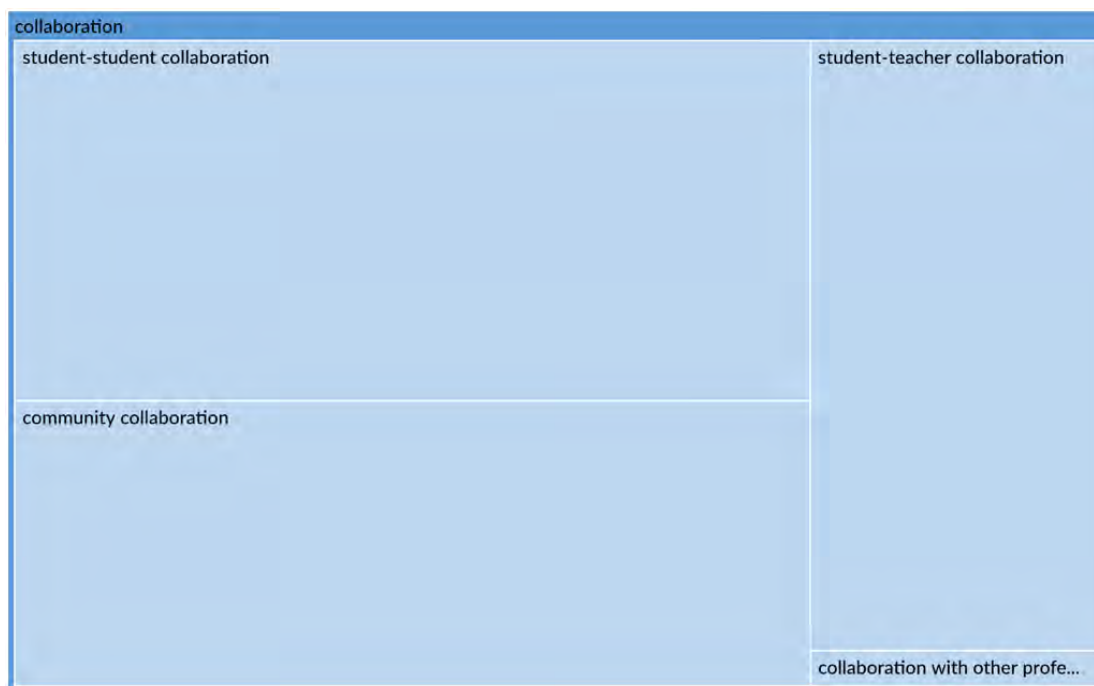 collaboration
student-student collaboration
student-teacher collaboration
community collaboration
collaboration with other profe...